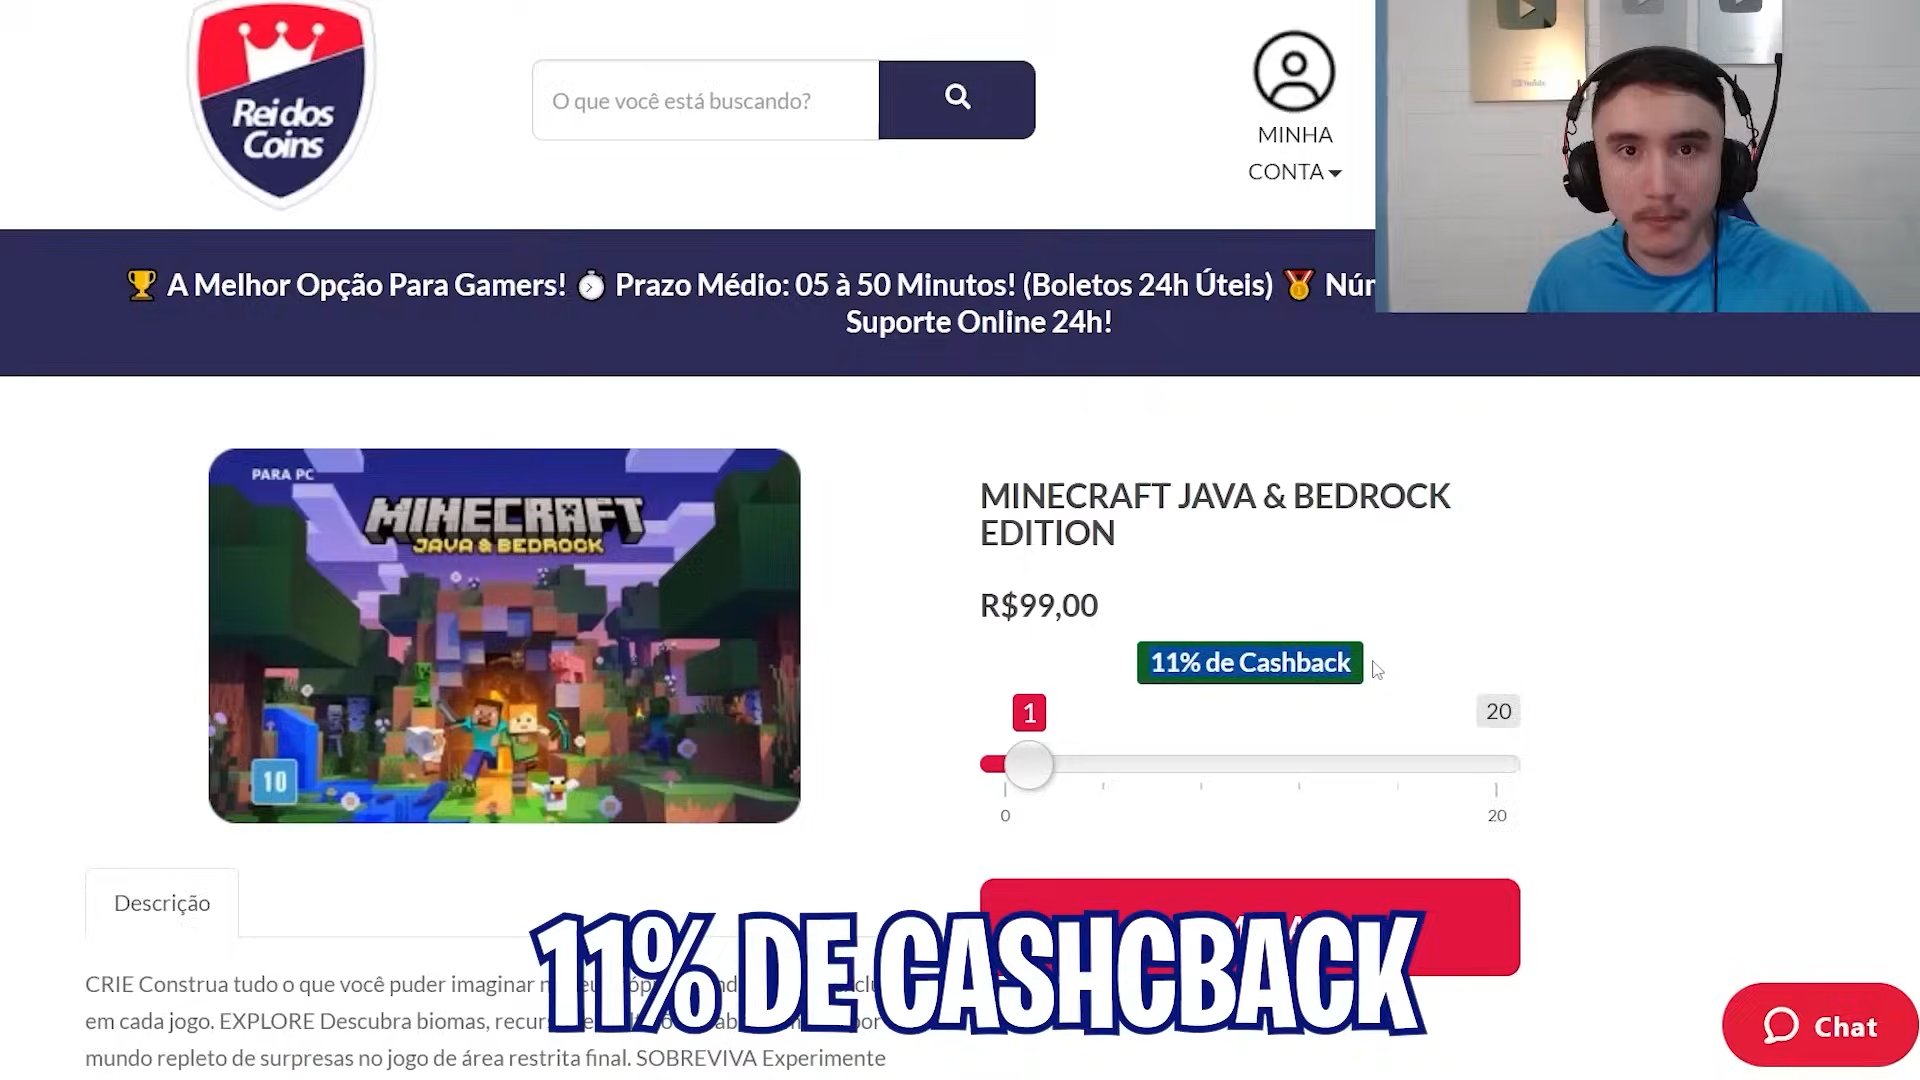 Rei dos
Coins
O que você está buscando?
MINHA
CONTA
A Melhor Opção Para Gamers! Prazo Médio: 05 à 50 Minutos! (Boletos 24h Úteis)
Suporte Online 24h!
PARA PC
MINECRAFT
JAVA & BEDROCK
10
MINECRAFT JAVA & BEDROCK
EDITION
R$99,00
11% de Cashback
1
20
0
20
Descrição
11% DE CASHCBACK
CRIE Construa tudo o que você puder imaginar
em cada jogo. EXPLORE Descubra biomas,
mundo repleto de surpresas no jogo de área restrita final. SOBREVIVA Experimente
Chat